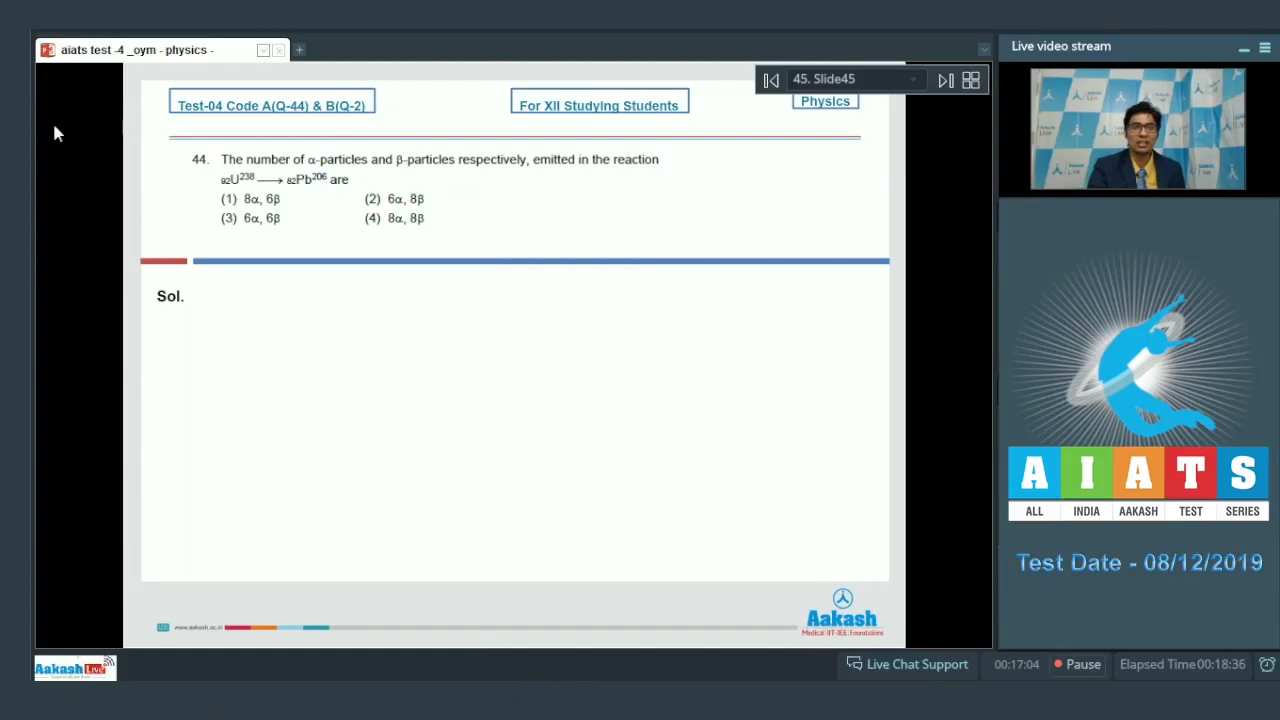 aiats test -4 _oym - physics -
Live video stream
45. Slide45
Test-04 Code A(Q-44) & B(Q-2)
For XII Studying Students
Physics
44. The number of α-particles and β-particles respectively, emitted in the reaction
₉₂U²³⁸ ⟶ ₈₂Pb²⁰⁶ are
(1) 8α, 6β (2) 6α, 8β
(3) 6α, 6β (4) 8α, 8β
Sol.
A I A T S
ALL INDIA AAKASH TEST SERIES
Test Date - 08/12/2019
www.aakash.ac.in
Aakash
Medical|IIT-JEE|Foundations
Aakash Live
Live Chat Support
00:17:04
Pause
Elapsed Time 00:18:36